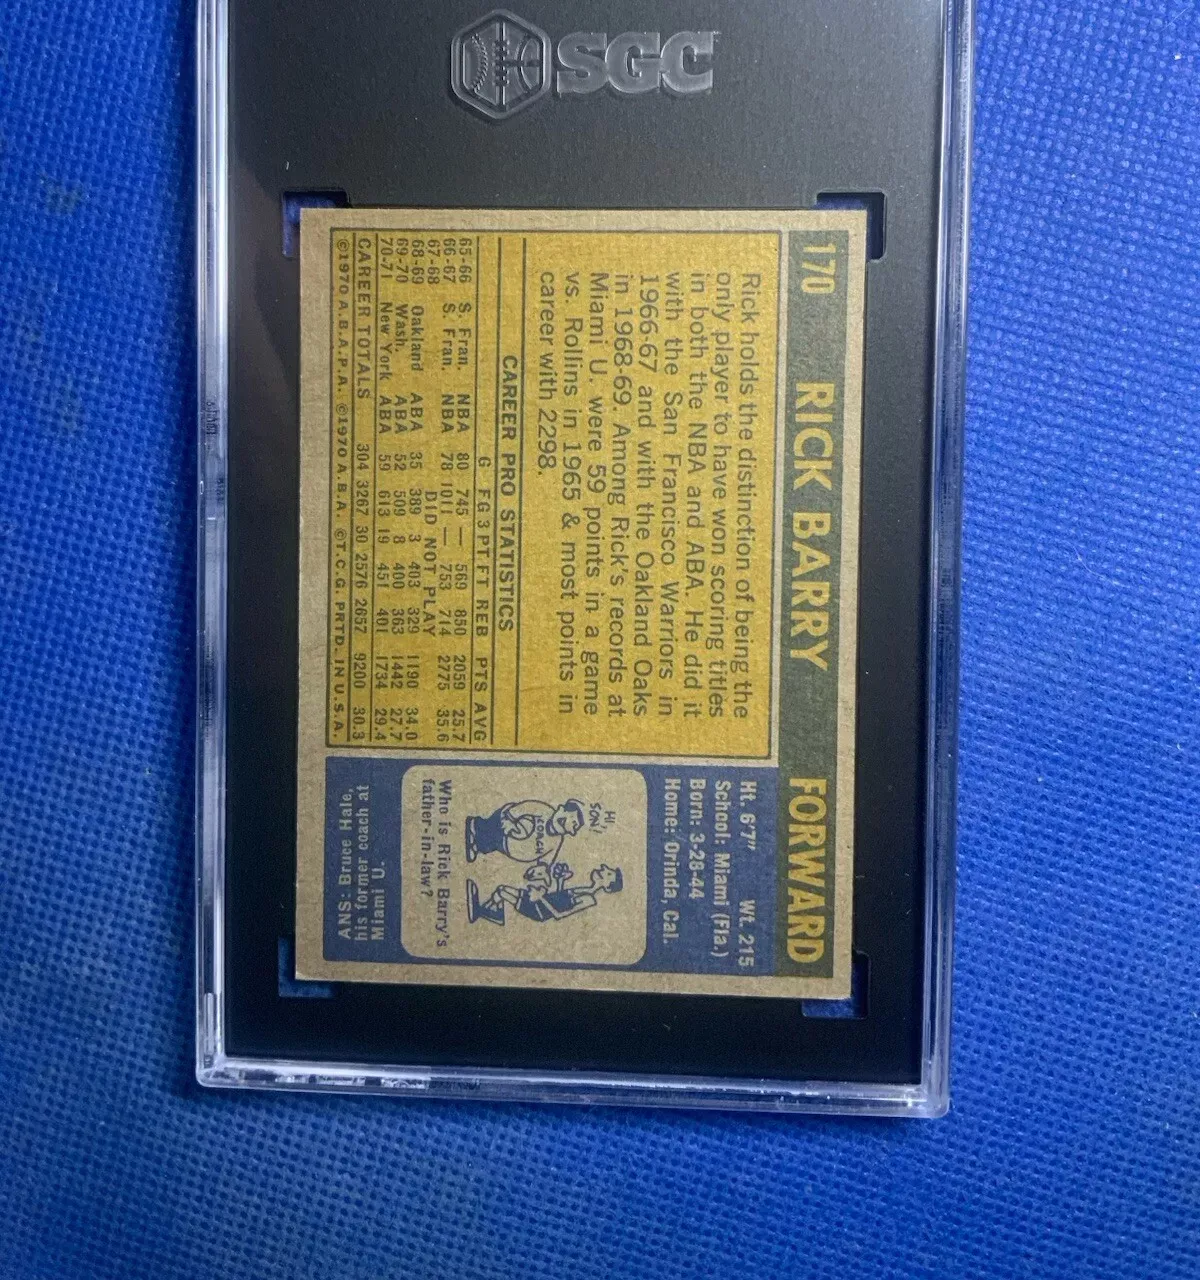 SGC
170 RICK BARRY FORWARD
Rick holds the distinction of being the
only player to have won scoring titles
in both the NBA and ABA. He did it
with the San Francisco Warriors in
1966-67 and with the Oakland Oaks
in 1968-69. Among Rick's records at
Miami U. were 59 points in a game
vs. Rollins in 1965 & most points in
career with 2298.
CAREER PRO STATISTICS
G FG 3PT. FT REB PTS AVG
65-66 S. Fran. NBA 80 745 — 569 850 2059 25.7
66-67 S. Fran. NBA 78 1011 — 753 714 2775 35.6
67-68 DID NOT PLAY
68-69 Oakland ABA 35 389 3 403 329 1190 34.0
69-70 Wash. ABA 52 509 8 400 363 1442 27.7
70-71 New York ABA 59 613 19 451 401 1734 29.4
CAREER TOTALS 304 3267 30 2576 2657 9200 30.3
©1970 A.B.A.P.A. ©1970 A.B.A. ©T.C.G. PRTD. IN U.S.A.
Ht. 6'7" Wt. 215
School: Miami (Fla.)
Born: 3-28-44
Home: Orinda, Cal.
HI,
SON!
COACH
Who is Rick Barry's
father-in-law?
ANS: Bruce Hale,
his former coach at
Miami U.